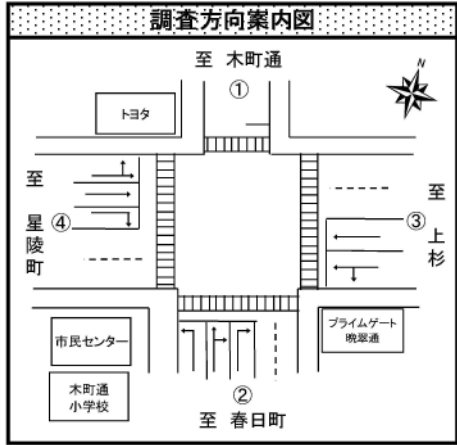 調査方向案内図
至 木町通
①
N
トヨタ
至 星陵町
④
至 上杉
③
市民センター
プライムゲート
晩翠通
木町通
小学校
②
至 春日町